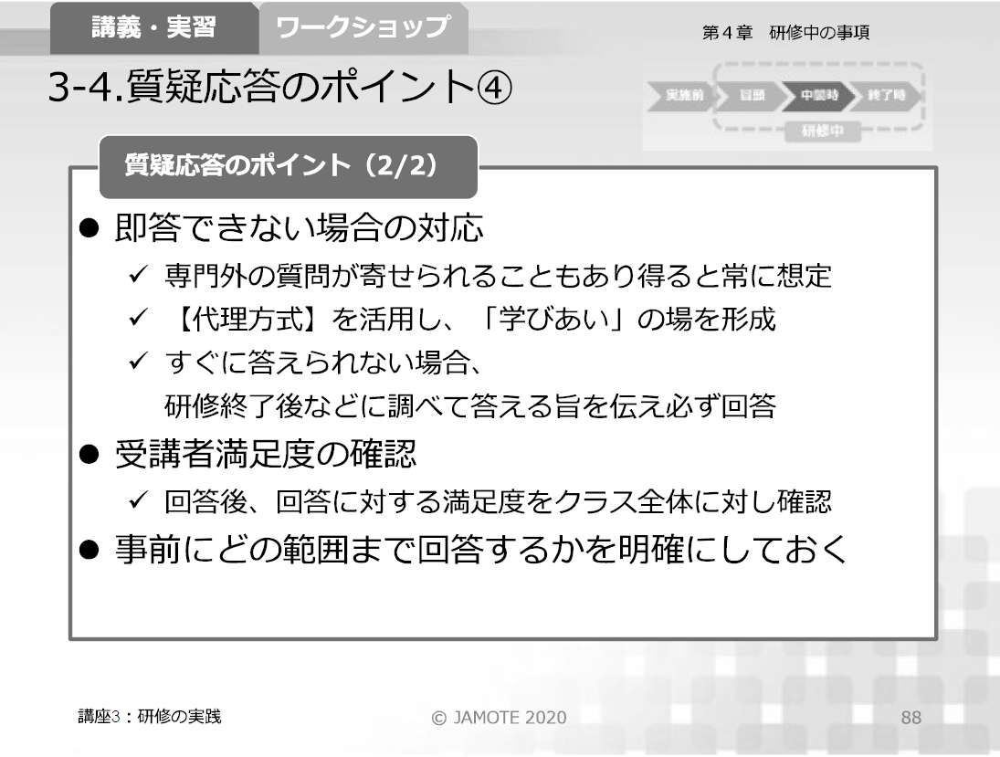 講義・実習
ワークショップ
第４章　研修中の事項
3-4.質疑応答のポイント④
実施前
冒頭
中間時
終了時
研修中
質疑応答のポイント（2/2）
● 即答できない場合の対応
✓ 専門外の質問が寄せられることもあり得ると常に想定
✓ 【代理方式】を活用し、「学びあい」の場を形成
✓ すぐに答えられない場合、
研修終了後などに調べて答える旨を伝え必ず回答
● 受講者満足度の確認
✓ 回答後、回答に対する満足度をクラス全体に対し確認
● 事前にどの範囲まで回答するかを明確にしておく
講座3：研修の実践
© JAMOTE 2020
88